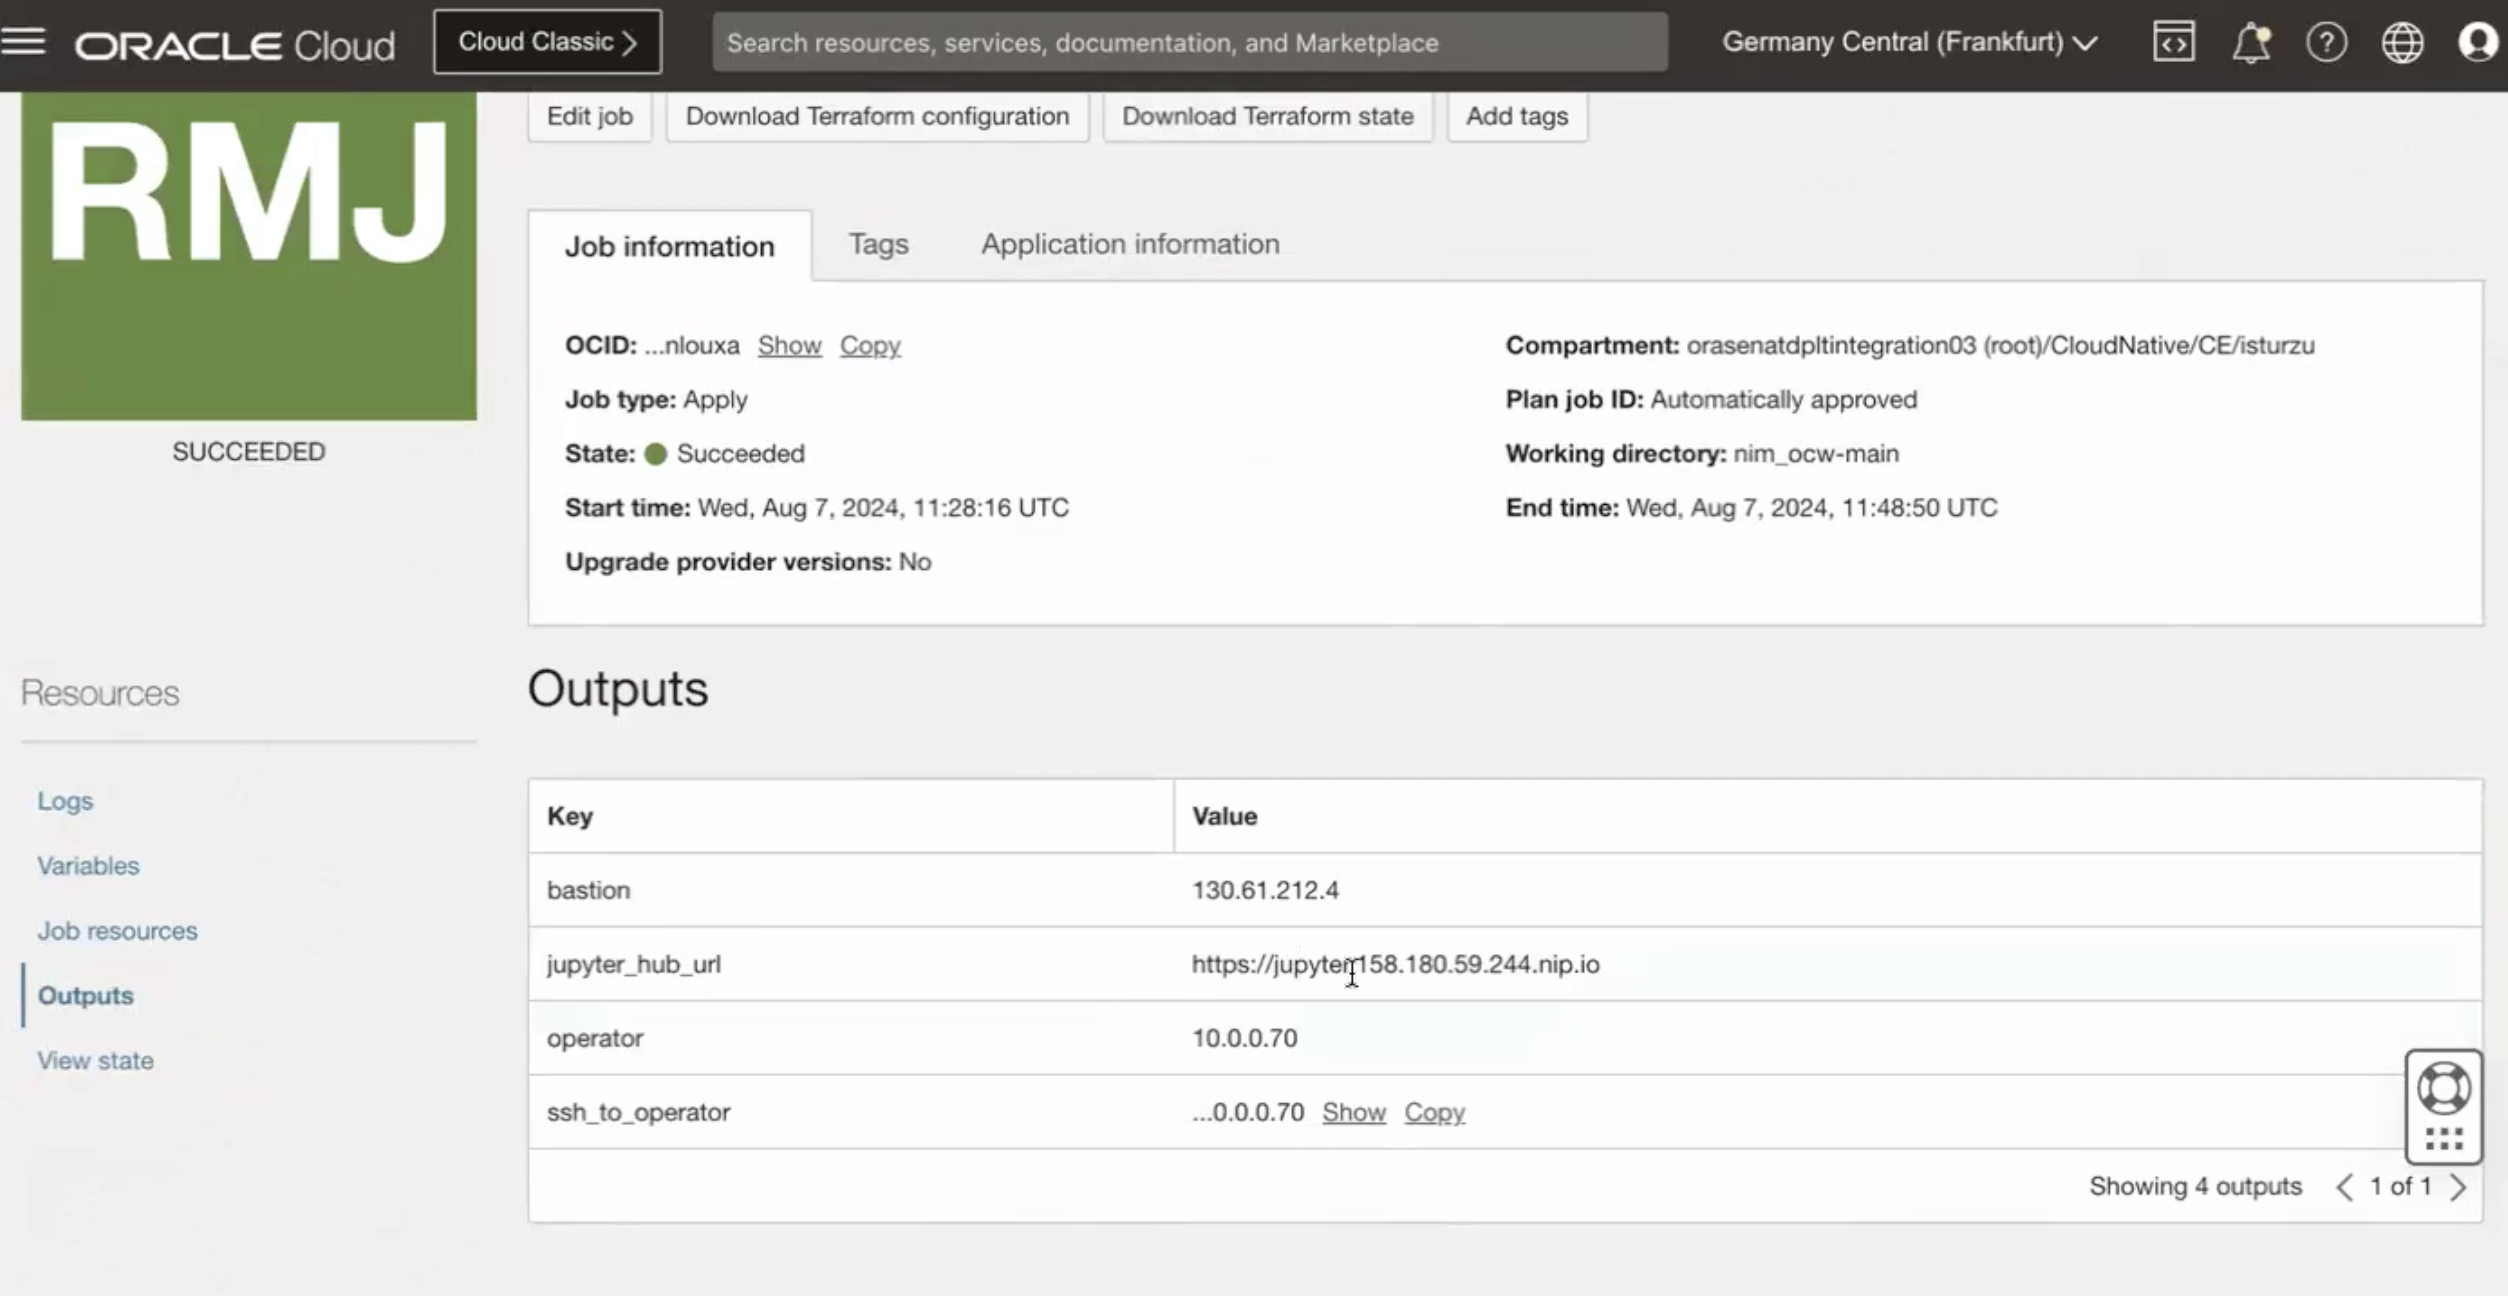 ORACLE Cloud
Cloud Classic
Search resources, services, documentation, and Marketplace
Germany Central (Frankfurt)
RMJ
SUCCEEDED
Edit job
Download Terraform configuration
Download Terraform state
Add tags
Job information
Tags
Application information
OCID: ...nlouxa Show Copy
Job type: Apply
State: Succeeded
Start time: Wed, Aug 7, 2024, 11:28:16 UTC
Upgrade provider versions: No
Compartment: orasenatdpltintegration03 (root)/CloudNative/CE/isturzu
Plan job ID: Automatically approved
Working directory: nim_ocw-main
End time: Wed, Aug 7, 2024, 11:48:50 UTC
Resources
Logs
Variables
Job resources
Outputs
View state
Outputs
Key Value
bastion 130.61.212.4
jupyter_hub_url https://jupyter.158.180.59.244.nip.io
operator 10.0.0.70
ssh_to_operator ...0.0.0.70 Show Copy
Showing 4 outputs 1 of 1